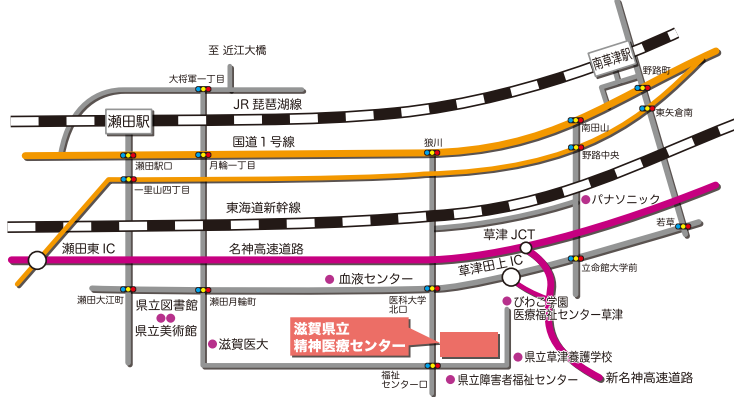 至 近江大橋
大将軍一丁目
南草津駅
野路町
JR 琵琶湖線
瀬田駅
東矢倉南
南田山
国道1号線
狼川
瀬田駅口
月輪一丁目
野路中央
一里山四丁目
パナソニック
東海道新幹線
若草
草津 JCT
瀬田東 IC
名神高速道路
草津田上 IC
立命館大学前
血液センター
瀬田大江町
瀬田月輪町
医科大学
北口
びわこ学園
医療福祉センター草津
県立図書館
県立美術館
滋賀県立
精神医療センター
滋賀医大
県立草津養護学校
福祉
センター口
県立障害者福祉センター
新名神高速道路